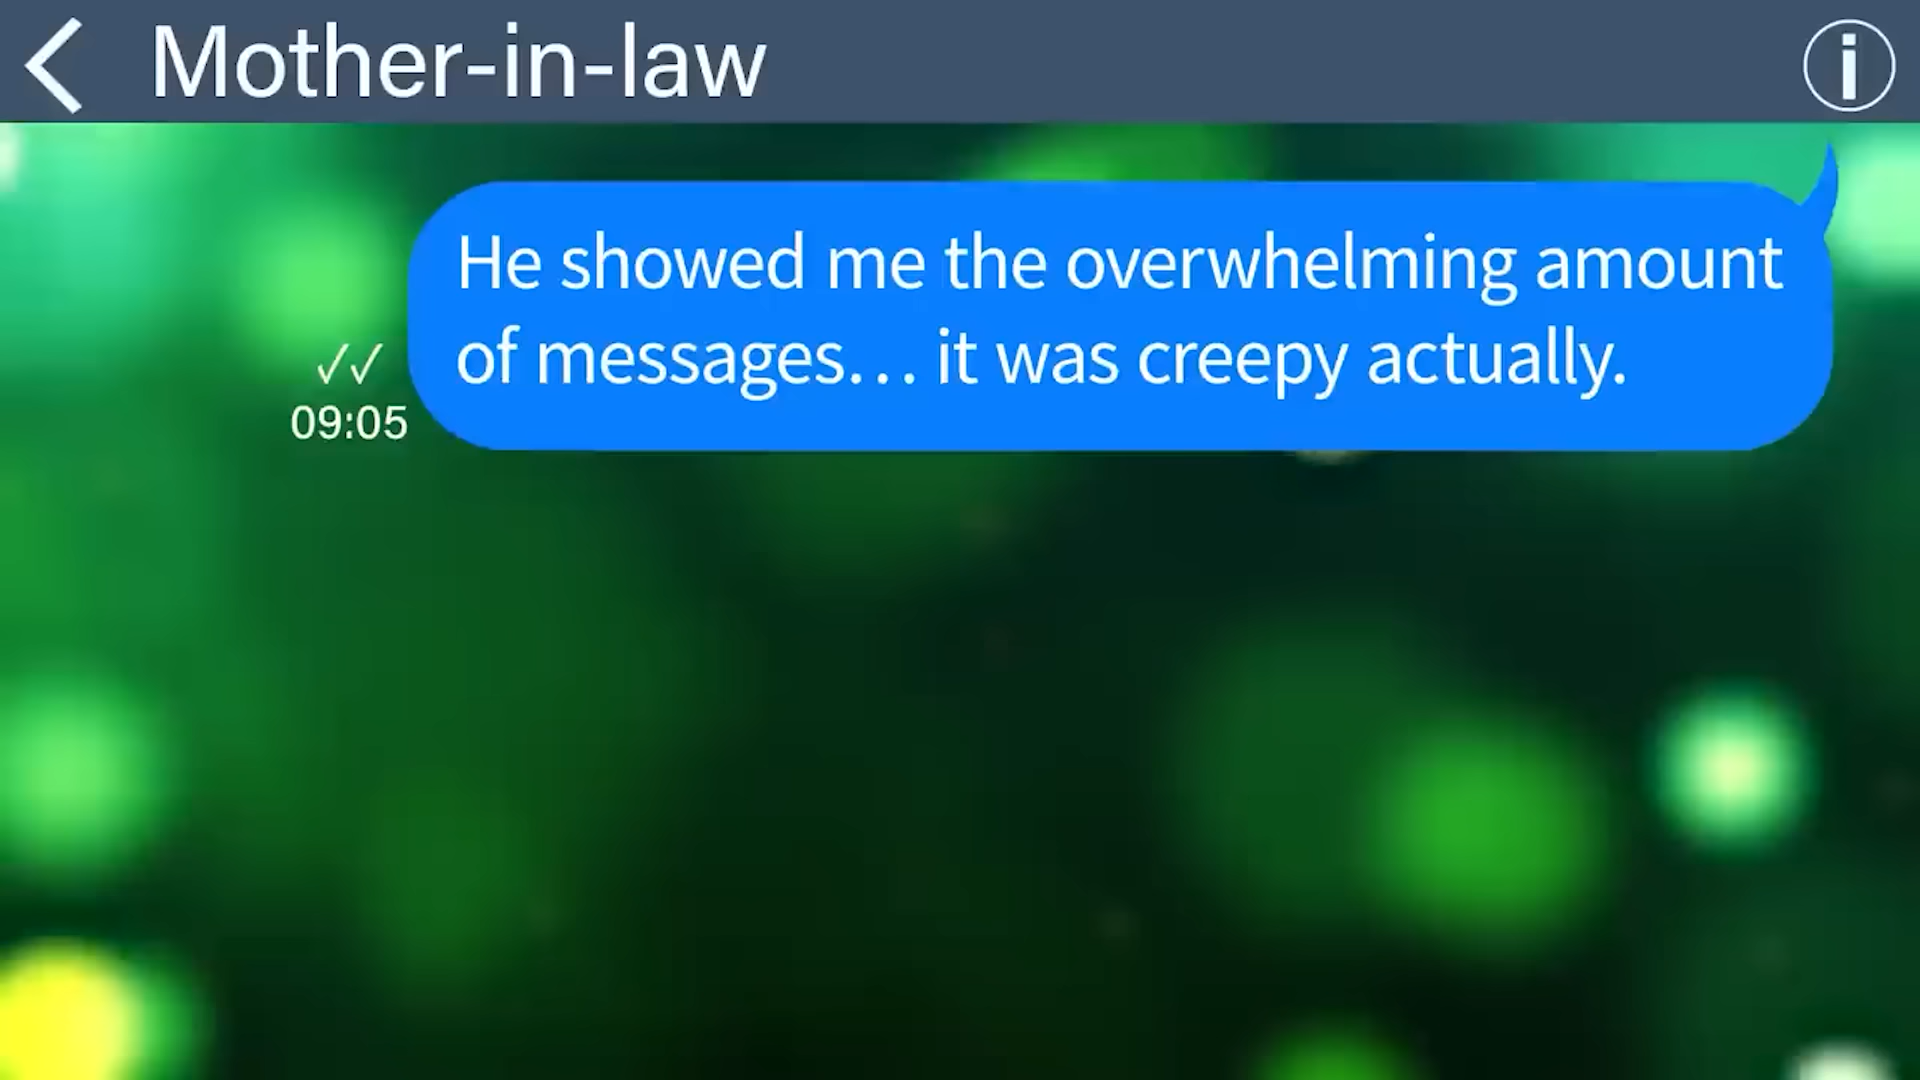 Mother-in-law
He showed me the overwhelming amount
of messages… it was creepy actually.
✓✓
09:05